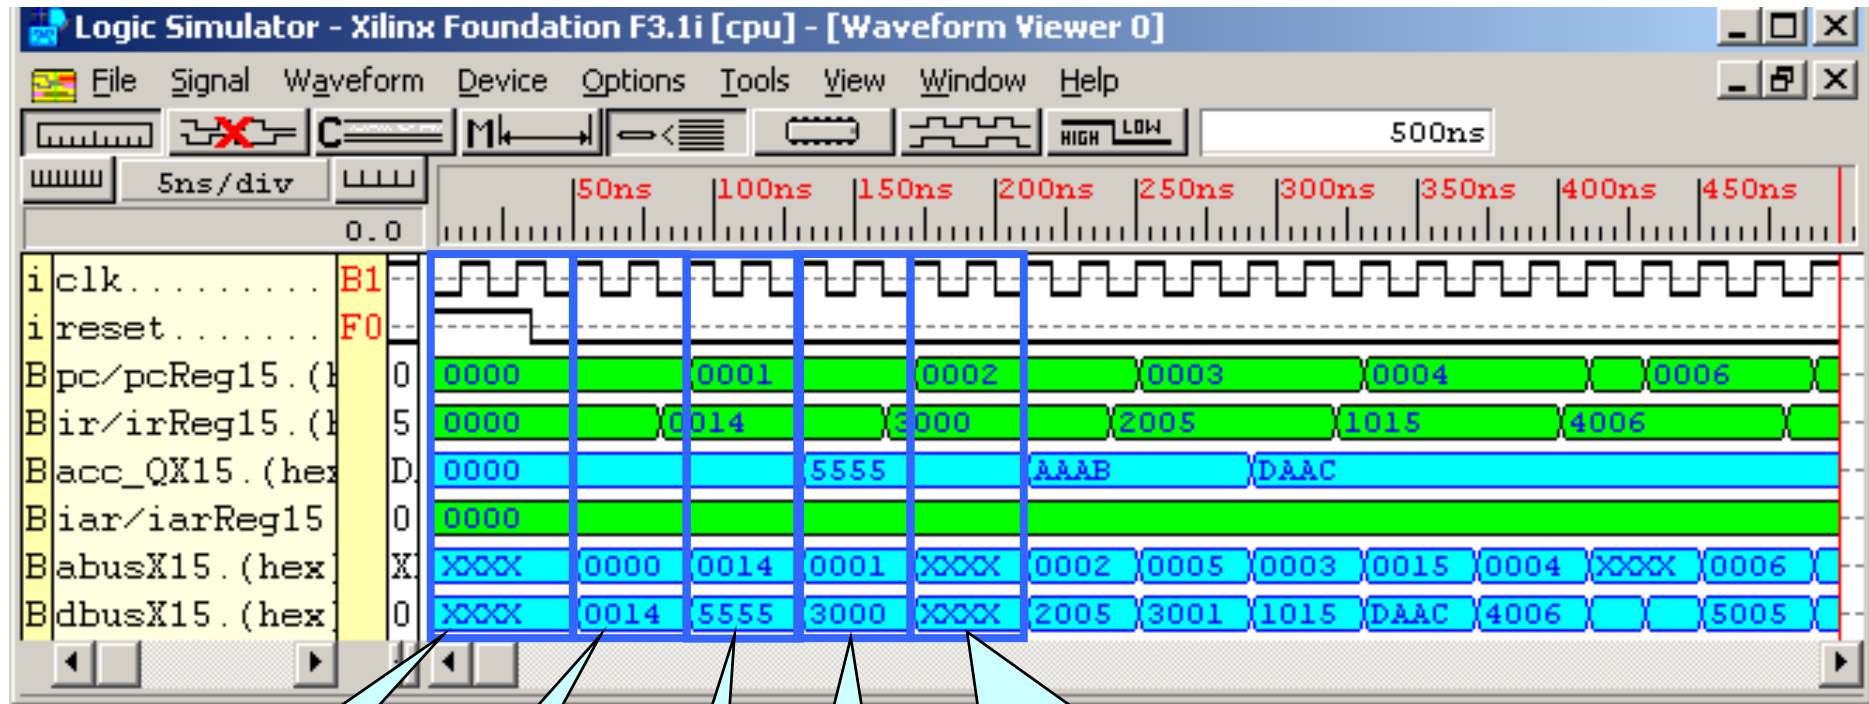 Logic Simulator - Xilinx Foundation F3.1i [cpu] - [Waveform Viewer 0]
File Signal Waveform Device Options Tools View Window Help
C M HIGH LOW 500ns
5ns/div 50ns 100ns 150ns 200ns 250ns 300ns 350ns 400ns 450ns
0.0
i clk......... B1
i reset....... F0
B pc/pcReg15.(h 0 0000 0001 0002 0003 0004 0006
B ir/irReg15.(h 5 0000 0014 3000 2005 1015 4006
B acc_QX15.(hex D 0000 5555 AAAB DAAC
B iar/iarReg15 0 0000
B abusX15.(hex) X XXXX 0000 0014 0001 XXXX 0002 0005 0003 0015 0004 XXXX 0006
B dbusX15.(hex) 0 XXXX 0014 5555 3000 XXXX 2005 3001 1015 DAAC 4006 5005